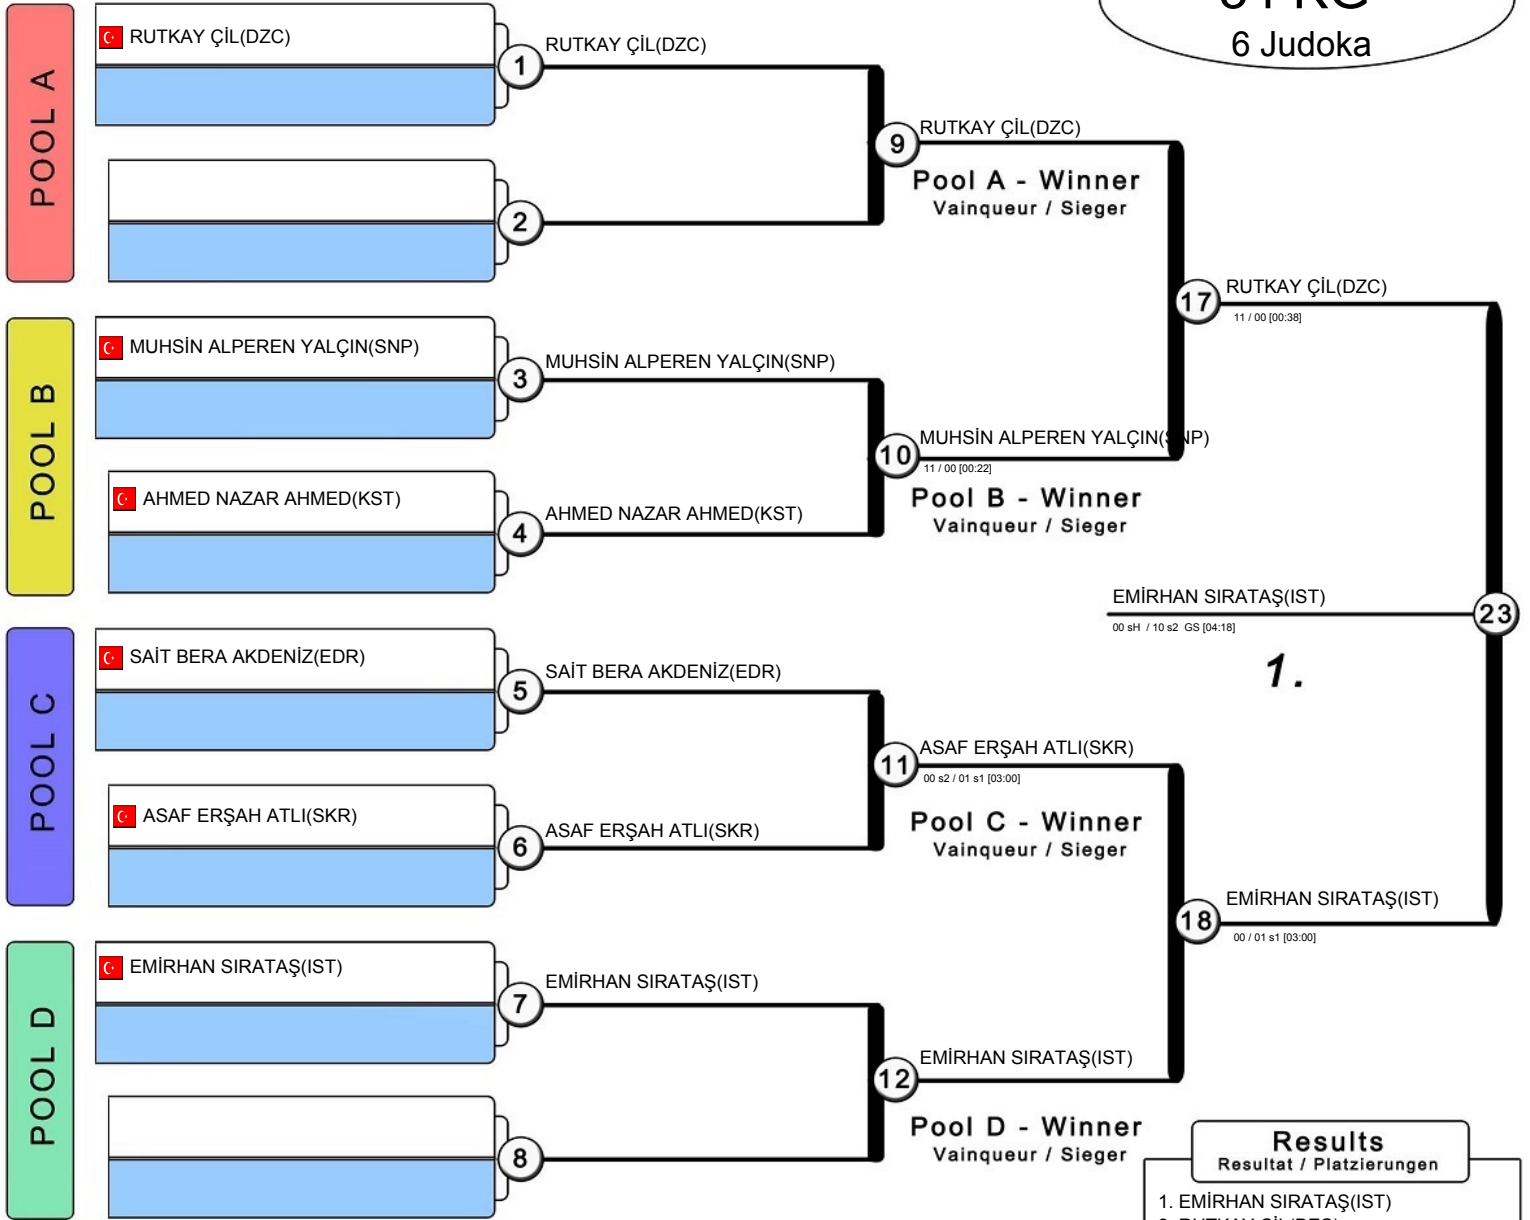 6 Judoka
POOL A
RUTKAY ÇİL(DZC)
1
RUTKAY ÇİL(DZC)
2
9
RUTKAY ÇİL(DZC)
Pool A - Winner
Vainqueur / Sieger
17
RUTKAY ÇİL(DZC)
11 / 00 [00:38]
POOL B
MUHSİN ALPEREN YALÇIN(SNP)
3
MUHSİN ALPEREN YALÇIN(SNP)
AHMED NAZAR AHMED(KST)
4
AHMED NAZAR AHMED(KST)
10
MUHSİN ALPEREN YALÇIN(SNP)
11 / 00 [00:22]
Pool B - Winner
Vainqueur / Sieger
EMİRHAN SIRATAŞ(IST)
00 sH / 10 s2 GS [04:18]
23
1.
POOL C
SAİT BERA AKDENİZ(EDR)
5
SAİT BERA AKDENİZ(EDR)
ASAF ERŞAH ATLI(SKR)
6
ASAF ERŞAH ATLI(SKR)
11
ASAF ERŞAH ATLI(SKR)
00 s2 / 01 s1 [03:00]
Pool C - Winner
Vainqueur / Sieger
18
EMİRHAN SIRATAŞ(IST)
00 / 01 s1 [03:00]
POOL D
EMİRHAN SIRATAŞ(IST)
7
EMİRHAN SIRATAŞ(IST)
8
12
EMİRHAN SIRATAŞ(IST)
Pool D - Winner
Vainqueur / Sieger
Results
Resultat / Platzierungen
1. EMİRHAN SIRATAŞ(IST)